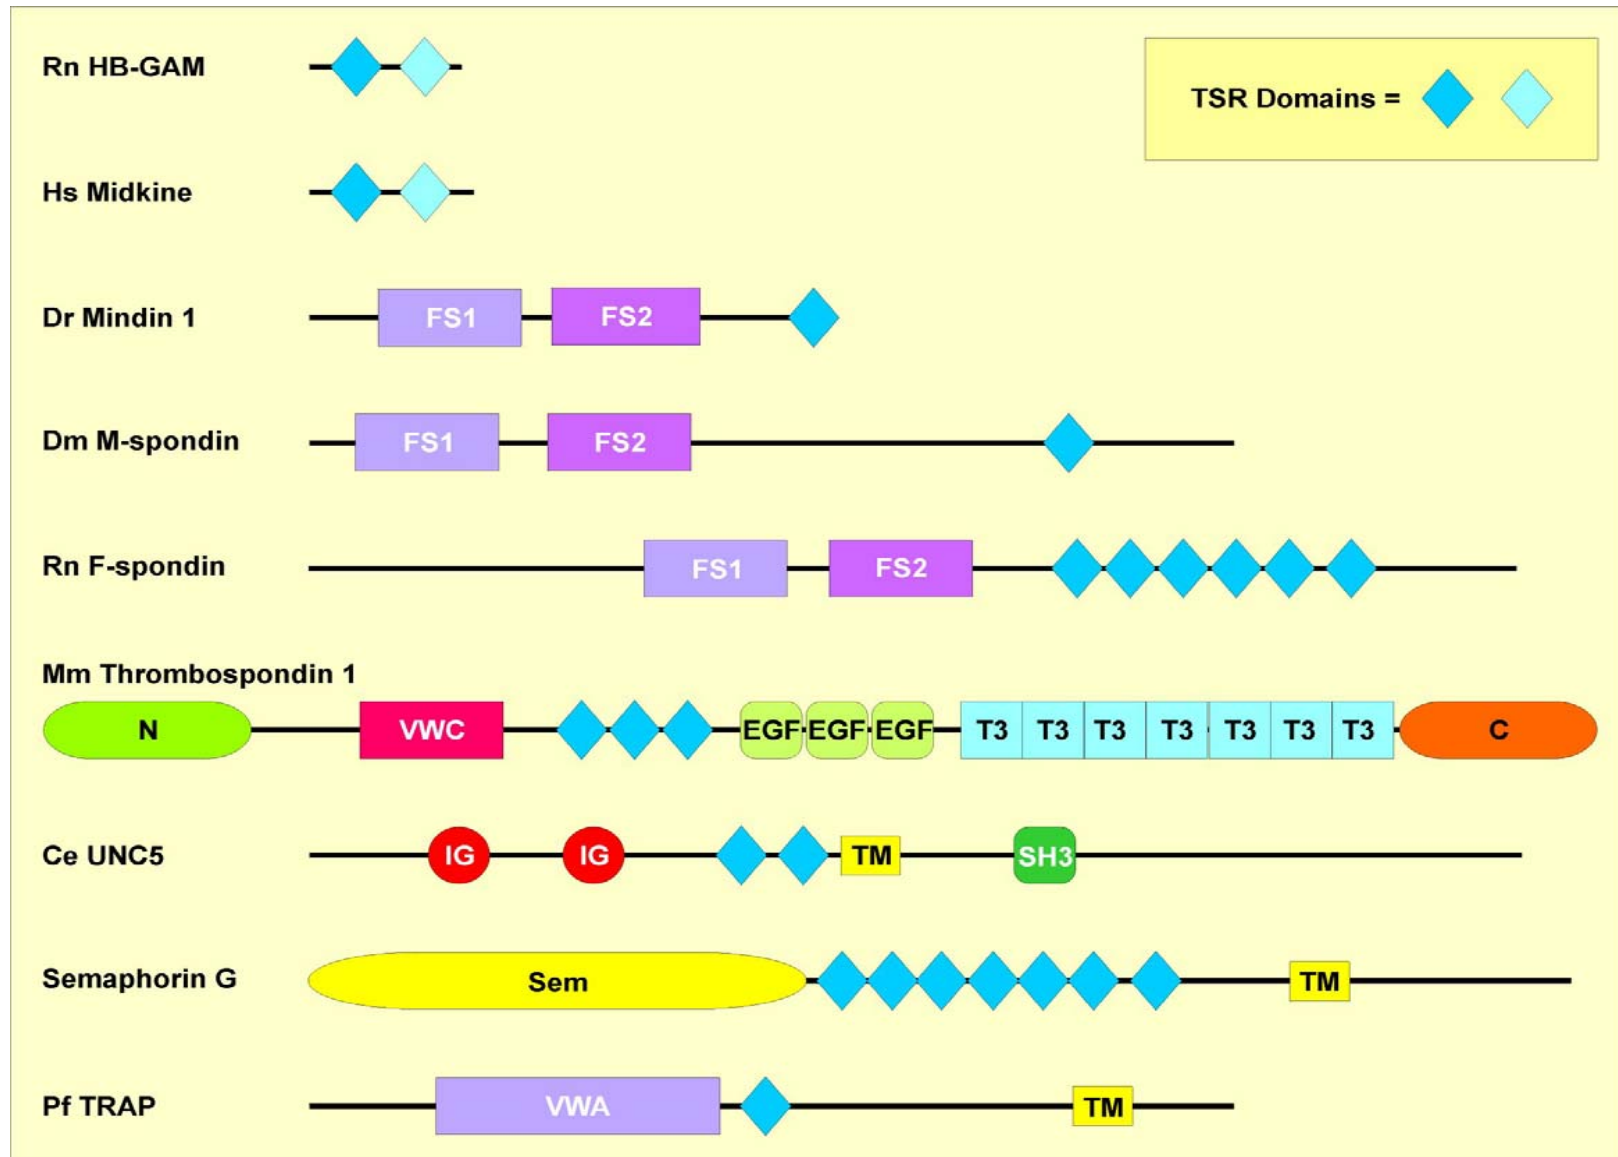 Rn HB-GAM
TSR Domains =
Hs Midkine
Dr Mindin 1 FS1 FS2
Dm M-spondin FS1 FS2
Rn F-spondin FS1 FS2
Mm Thrombospondin 1
N VWC EGF EGF EGF T3 T3 T3 T3 T3 T3 T3 C
Ce UNC5 IG IG TM SH3
Semaphorin G Sem TM
Pf TRAP VWA TM